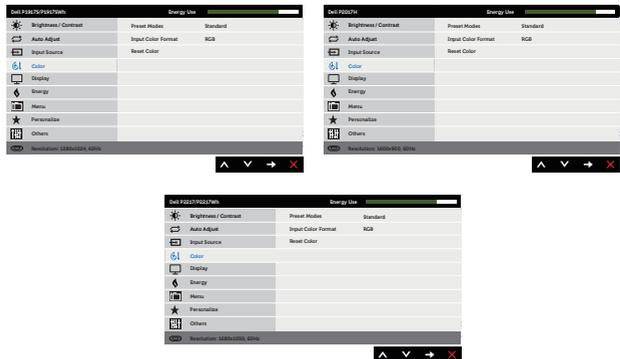 Dell P1917S/P1917SWh Energy Use
Brightness / Contrast Preset Modes Standard
Auto Adjust Input Color Format RGB
Input Source Reset Color
Color
Display
Energy
Menu
Personalize
Others
Resolution: 1280x1024, 60Hz
Dell P2017H Energy Use
Brightness / Contrast Preset Modes Standard
Auto Adjust Input Color Format RGB
Input Source Reset Color
Color
Display
Energy
Menu
Personalize
Others
Resolution: 1600x900, 60Hz
Dell P2217/P2217Wh Energy Use
Brightness / Contrast Preset Modes Standard
Auto Adjust Input Color Format RGB
Input Source Reset Color
Color
Display
Energy
Menu
Personalize
Others
Resolution: 1680x1050, 60Hz